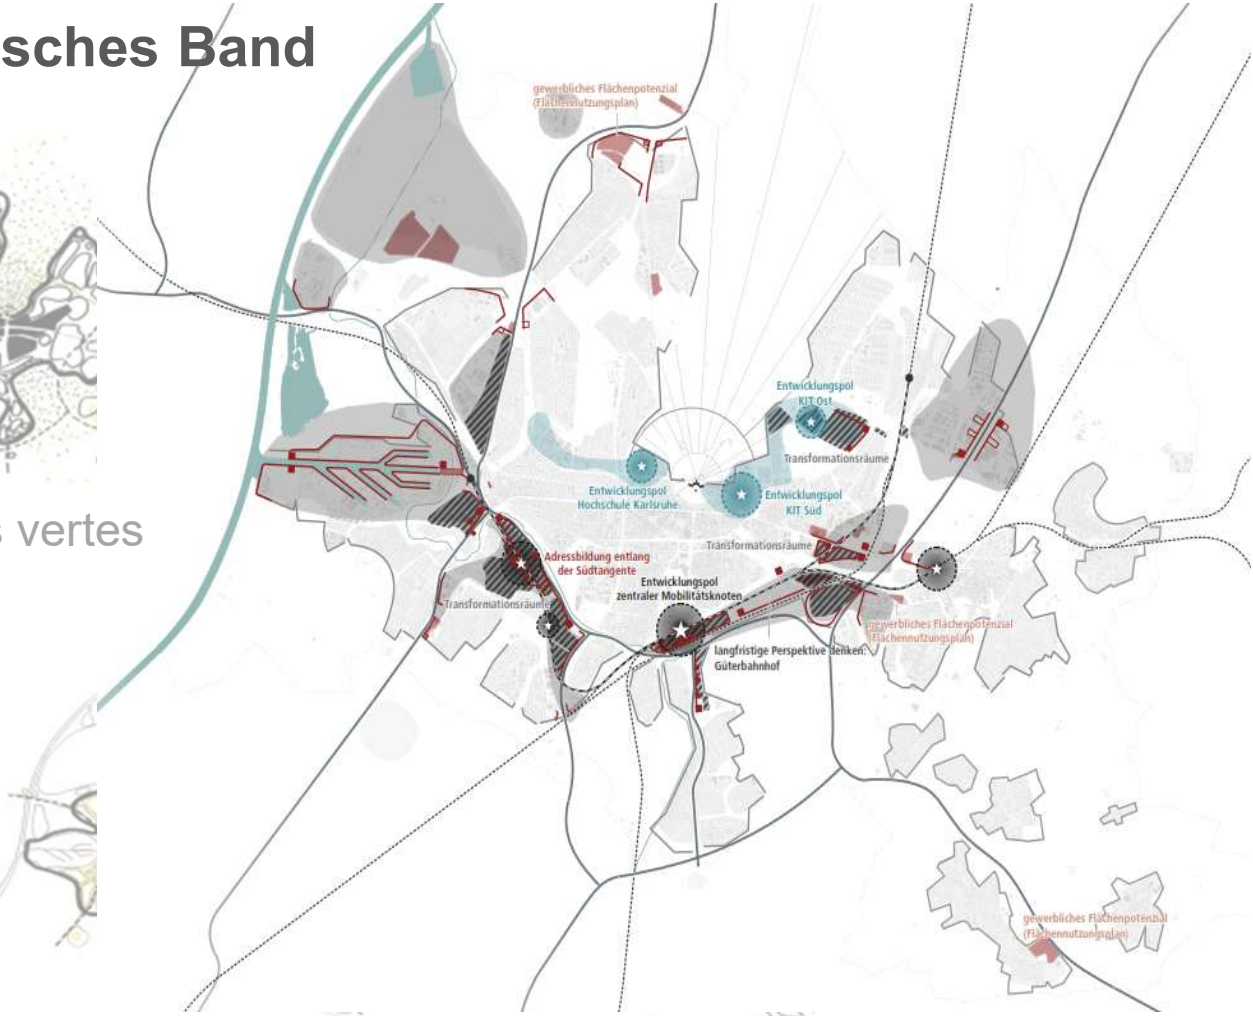 sches Band
gewerbliches Flächenpotenzial
(Flächennutzungsplan)
Entwicklungspol
KIT Ost
Transformationsräume
Entwicklungspol
Hochschule Karlsruhe
Entwicklungspol
KIT Süd
s vertes
Transformationsräume
Adressbildung entlang
der Südtangente
Entwicklungspol
zentraler Mobilitätsknoten
Transformationsräume
gewerbliches Flächenpotenzial
(Flächennutzungsplan)
langfristige Perspektive denken:
Güterbahnhof
gewerbliches Flächenpotenzial
(Flächennutzungsplan)